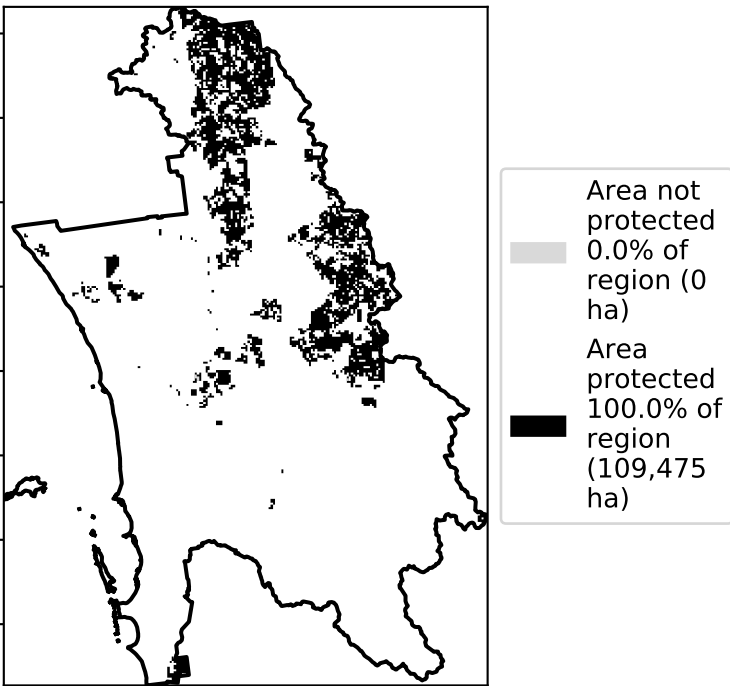 Area not
protected
0.0% of
region (0
ha)
Area
protected
100.0% of
region
(109,475
ha)